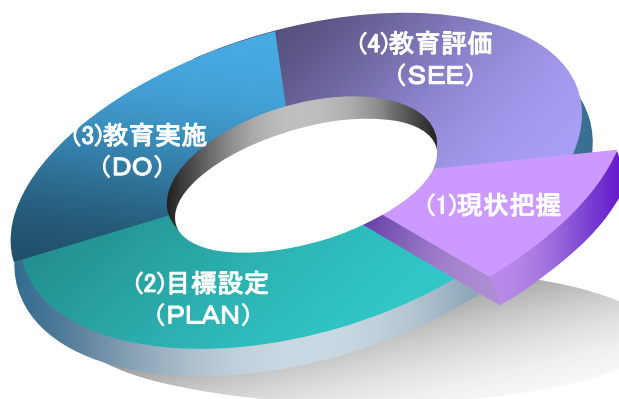 (4)教育評価
（SEE）
(3)教育実施
（DO）
(1)現状把握
(2)目標設定
（PLAN）